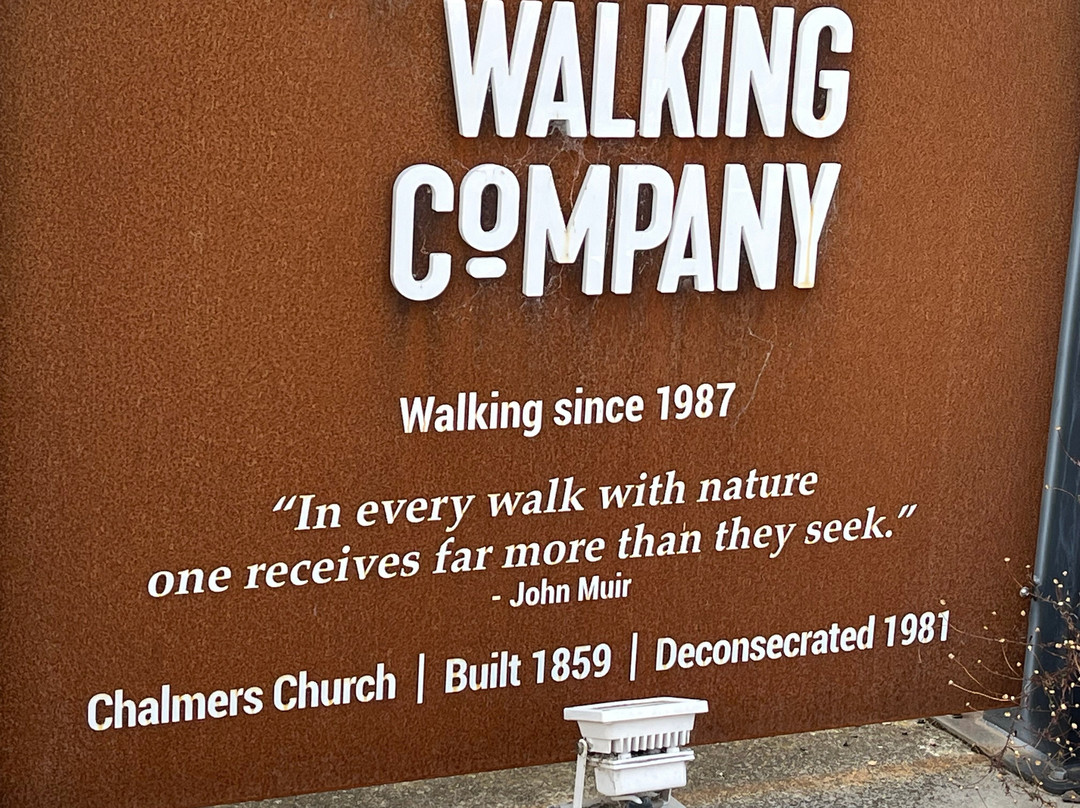 WALKING
COMPANY
Walking since 1987
“In every walk with nature
one receives far more than they seek.”
- John Muir
Chalmers Church | Built 1859 | Deconsecrated 1981